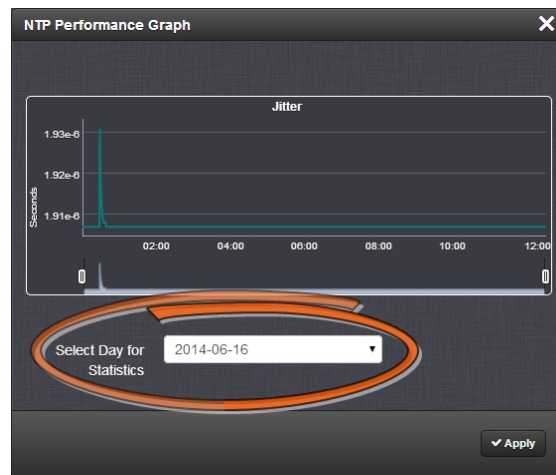 NTP Performance Graph
Jitter
1.93e-6
1.92e-6
1.91e-6
Seconds
02:00 04:00 06:00 08:00 10:00 12:00
Select Day for
Statistics
2014-06-16
Apply